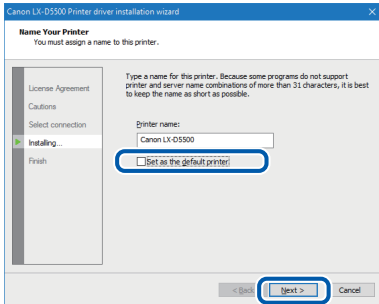 Canon LX-D5500 Printer driver installation wizard
Name Your Printer
You must assign a name to this printer.
License Agreement
Cautions
Select connection
Installing...
Finish
Type a name for this printer. Because some programs do not support
printer and server name combinations of more than 31 characters, it is best
to keep the name as short as possible.
Printer name:
Canon LX-D5500
Set as the default printer
< Back
Next >
Cancel